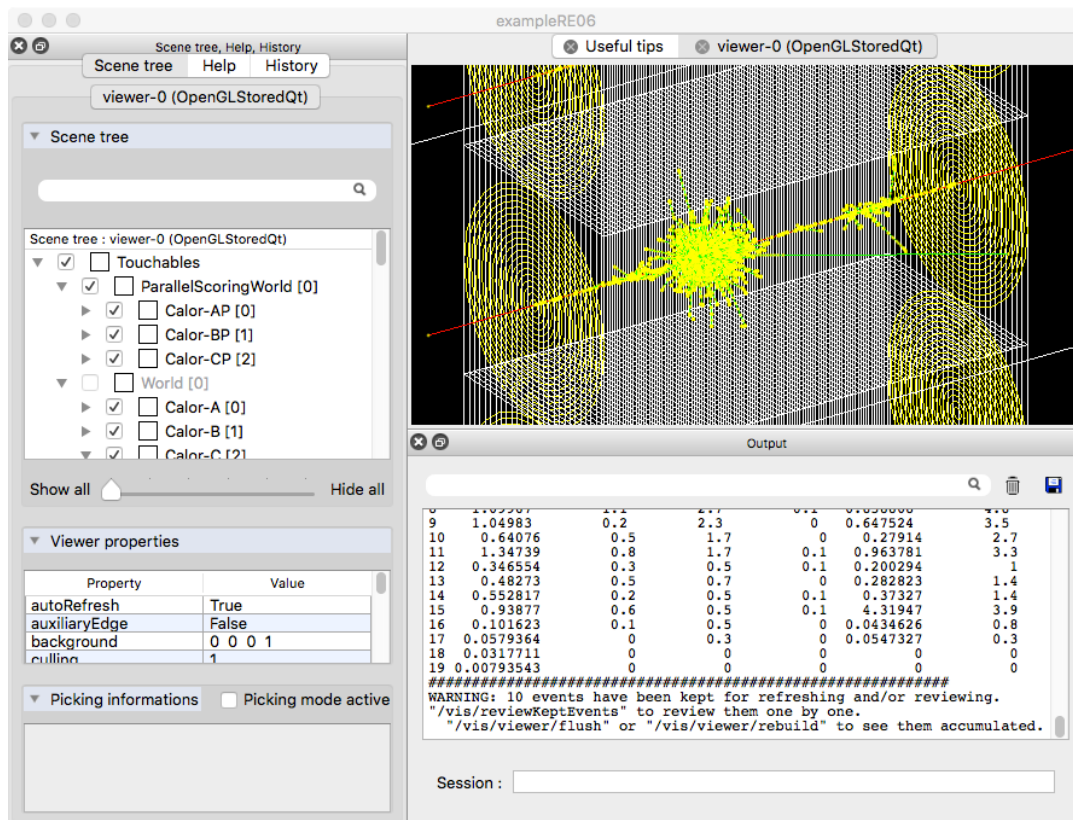 exampleRE06
Scene tree, Help, History
Scene tree Help History
viewer-0 (OpenGLStoredQt)
Scene tree
Scene tree : viewer-0 (OpenGLStoredQt)
Touchables
ParallelScoringWorld [0]
Calor-AP [0]
Calor-BP [1]
Calor-CP [2]
World [0]
Calor-A [0]
Calor-B [1]
Calor-C [2]
Show all Hide all
Viewer properties
Property Value
autoRefresh True
auxiliaryEdge False
background 0 0 0 1
culling 1
Picking informations Picking mode active
Useful tips viewer-0 (OpenGLStoredQt)
Output
9 1.04983 0.2 2.3 0 0.647524 3.5
10 0.64076 0.5 1.7 0 0.27914 2.7
11 1.34739 0.8 1.7 0.1 0.963781 3.3
12 0.346554 0.3 0.5 0.1 0.200294 1
13 0.48273 0.5 0.7 0 0.282823 1.4
14 0.552817 0.2 0.5 0.1 0.37327 1.4
15 0.93877 0.6 0.5 0.1 4.31947 3.9
16 0.101623 0.1 0.5 0 0.0434626 0.8
17 0.0579364 0 0.3 0 0.0547327 0.3
18 0.0317711 0 0 0 0 0
19 0.00793543 0 0 0 0 0
############################################################
WARNING: 10 events have been kept for refreshing and/or reviewing.
"/vis/reviewKeptEvents" to review them one by one.
"/vis/viewer/flush" or "/vis/viewer/rebuild" to see them accumulated.
Session :